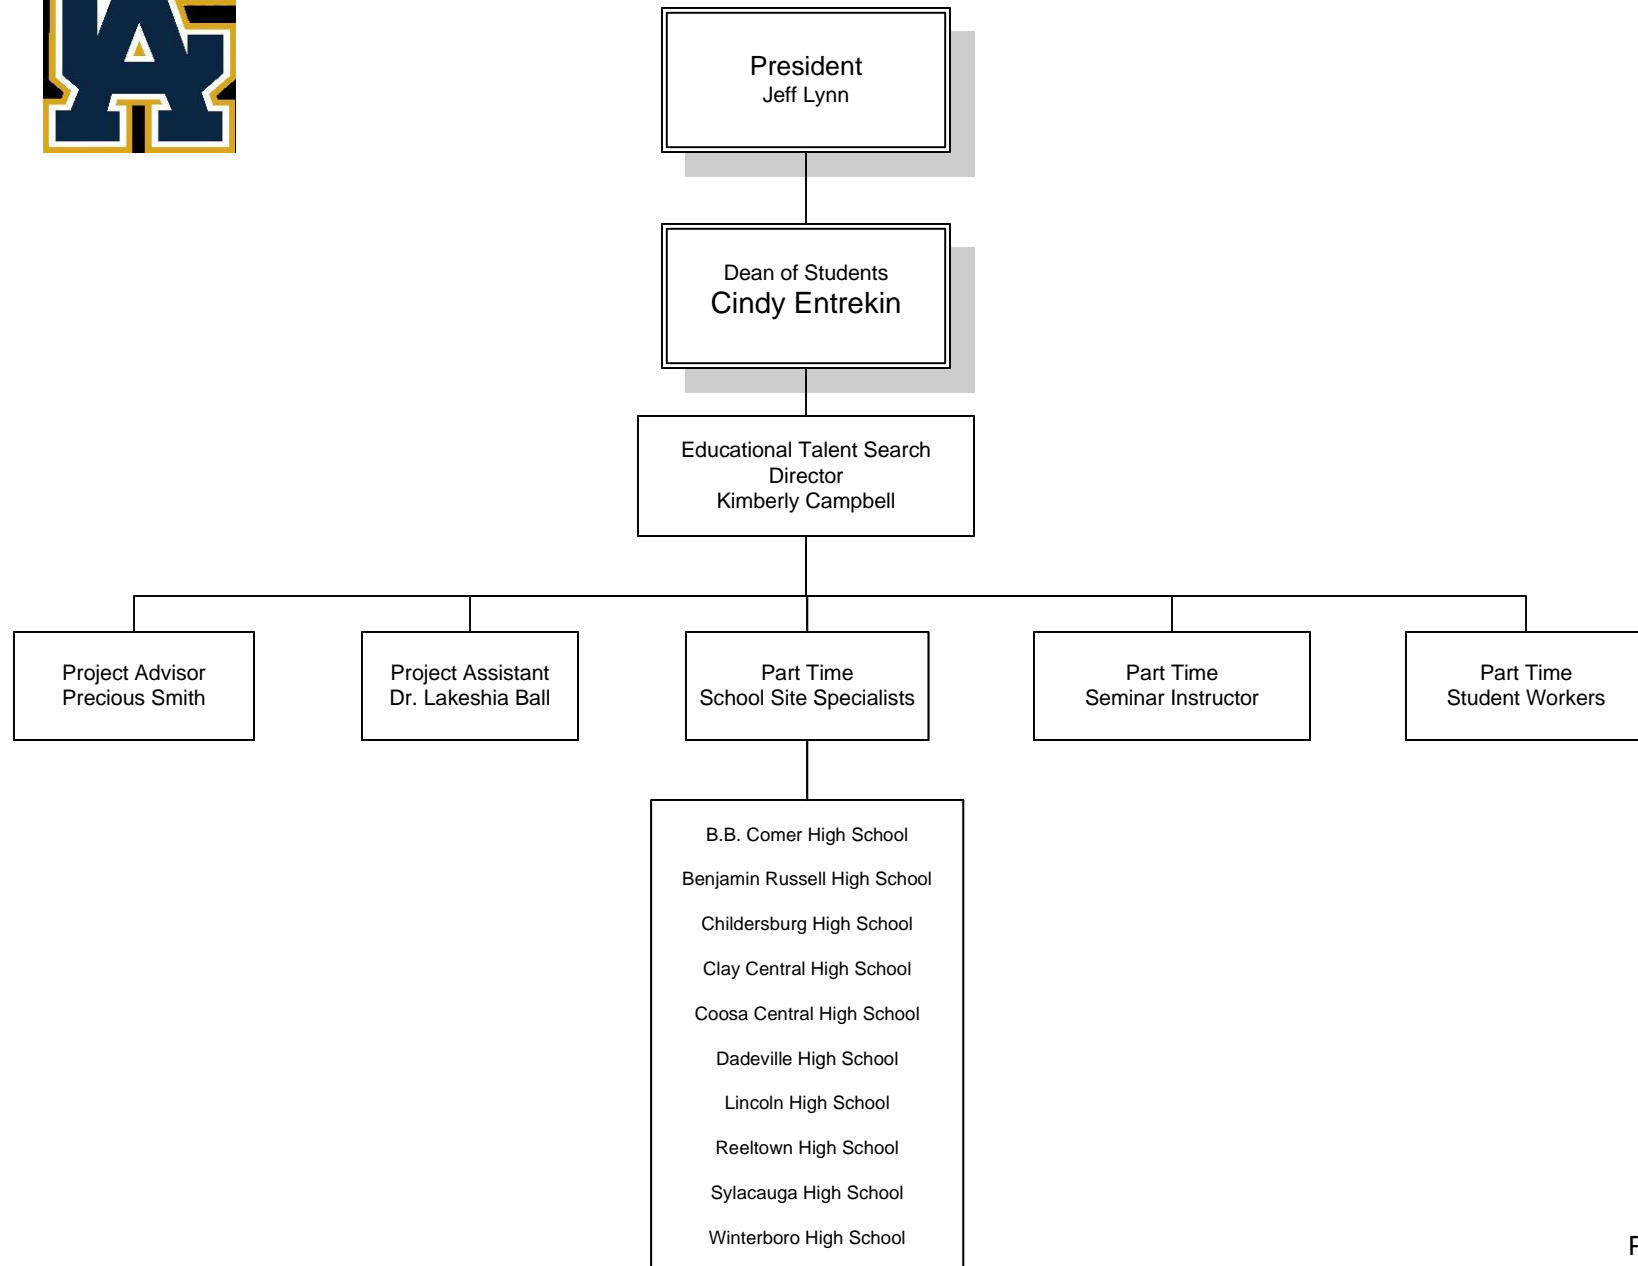 President
Jeff Lynn
Dean of Students
Cindy Entrekin
Educational Talent Search
Director
Kimberly Campbell
Project Advisor
Precious Smith
Project Assistant
Dr. Lakeshia Ball
Part Time
School Site Specialists
Part Time
Seminar Instructor
Part Time
Student Workers
B.B. Comer High School
Benjamin Russell High School
Childersburg High School
Clay Central High School
Coosa Central High School
Dadeville High School
Lincoln High School
Reeltown High School
Sylacauga High School
Winterboro High School